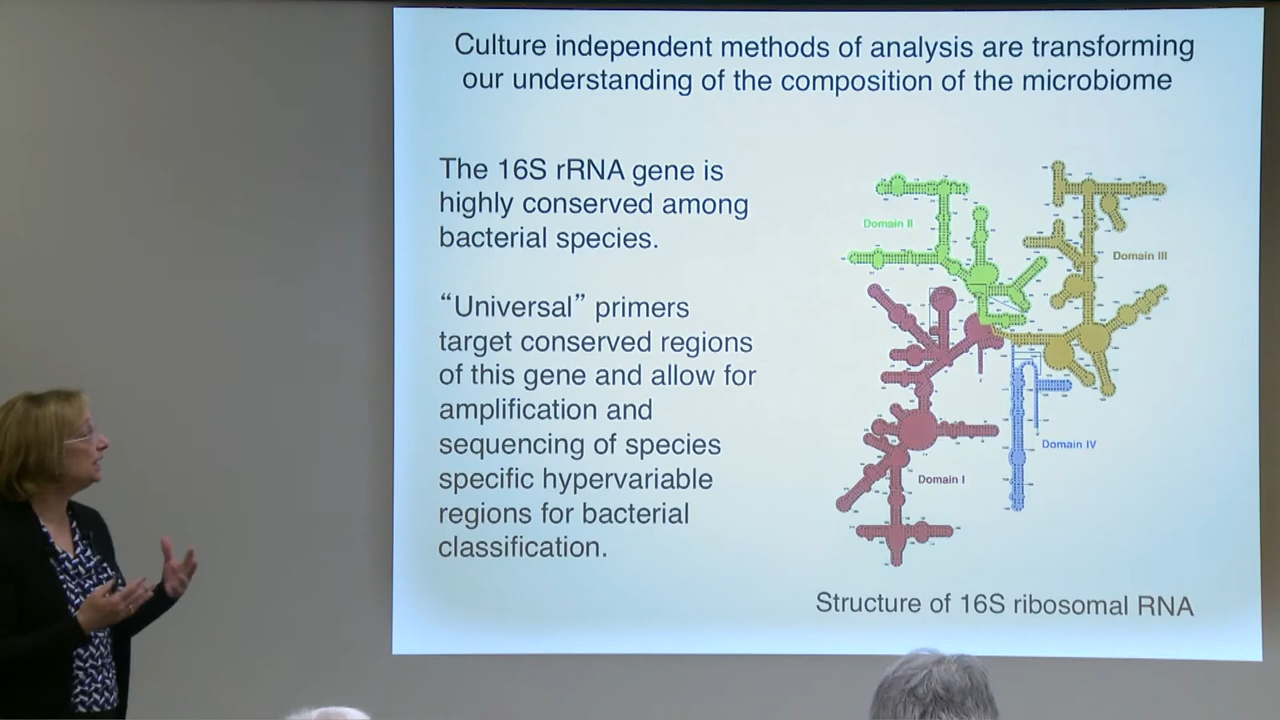 Culture independent methods of analysis are transforming
our understanding of the composition of the microbiome
The 16S rRNA gene is
highly conserved among
bacterial species.
“Universal” primers
target conserved regions
of this gene and allow for
amplification and
sequencing of species
specific hypervariable
regions for bacterial
classification.
Domain II
Domain III
Domain IV
Domain I
Structure of 16S ribosomal RNA